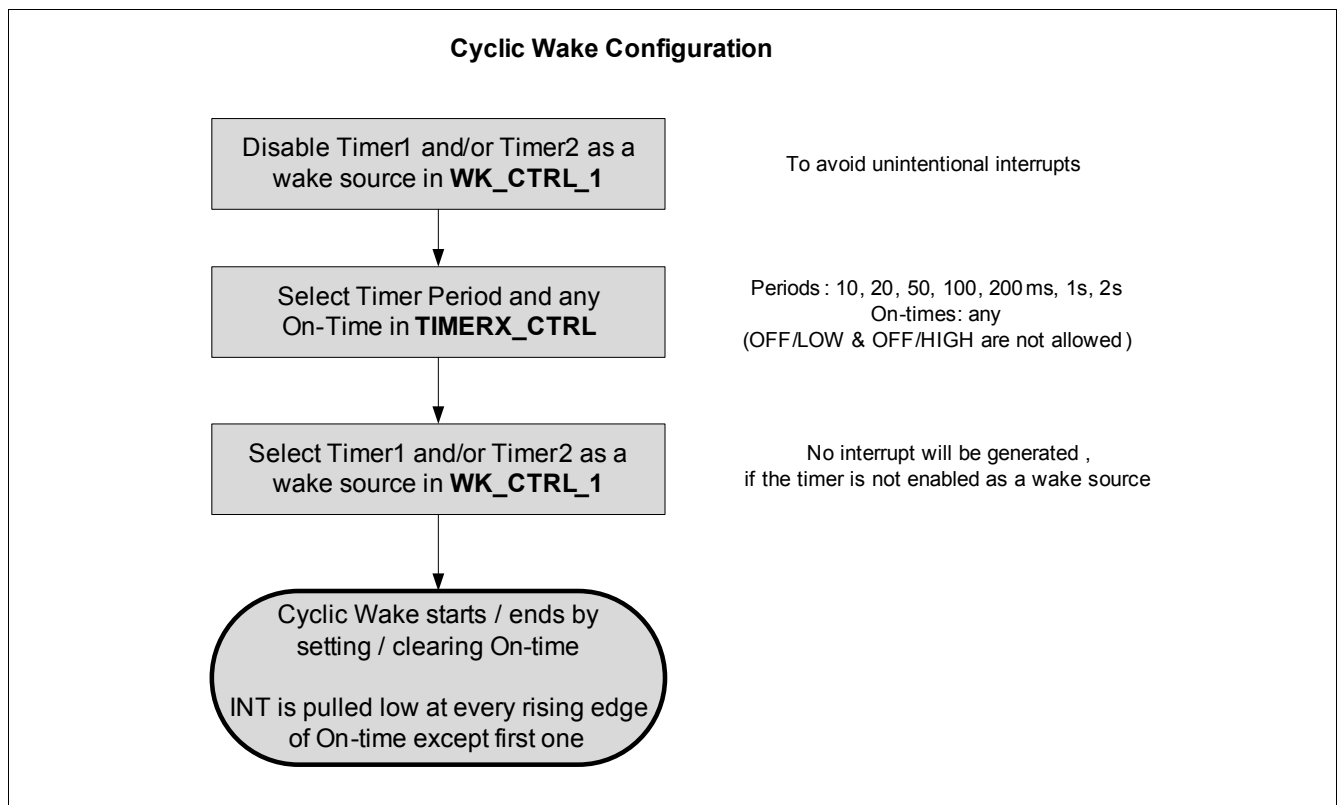 Cyclic Wake Configuration
Disable Timer1 and/or Timer2 as a
wake source in WK_CTRL_1
To avoid unintentional interrupts
Select Timer Period and any
On-Time in TIMERX_CTRL
Periods : 10, 20, 50, 100, 200ms, 1s, 2s
On-times: any
(OFF/LOW & OFF/HIGH are not allowed )
Select Timer1 and/or Timer2 as a
wake source in WK_CTRL_1
No interrupt will be generated ,
if the timer is not enabled as a wake source
Cyclic Wake starts / ends by
setting / clearing On-time
INT is pulled low at every rising edge
of On-time except first one